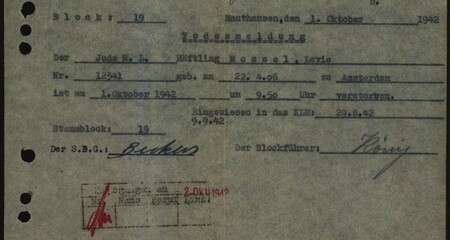 Block: 19 Mauthausen, den 1. Oktober 1942
Todesmeldung
Der Jude N. L. Häftling Mossel, Levie
Nr. 12541 geb. am 22.4.06 zu Amsterdam
ist am 1.Oktober 1942 um 9.50 Uhr verstorben.
Eingewiesen in das KLM: 29.6.42
9.9.42
Stammblock: 19
Der S.B.G.: Der Blockführer:
am 2.Okt.1942